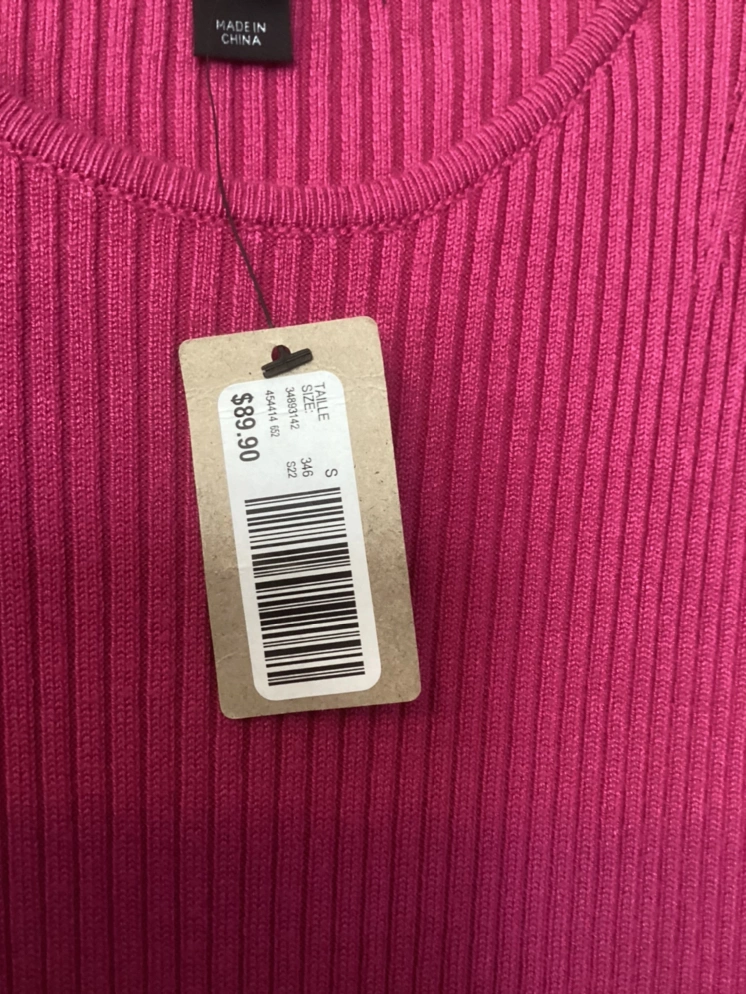 MADE IN
CHINA
TAILLE
SIZE: S
34893142 346
454414 652 S22
$89.90